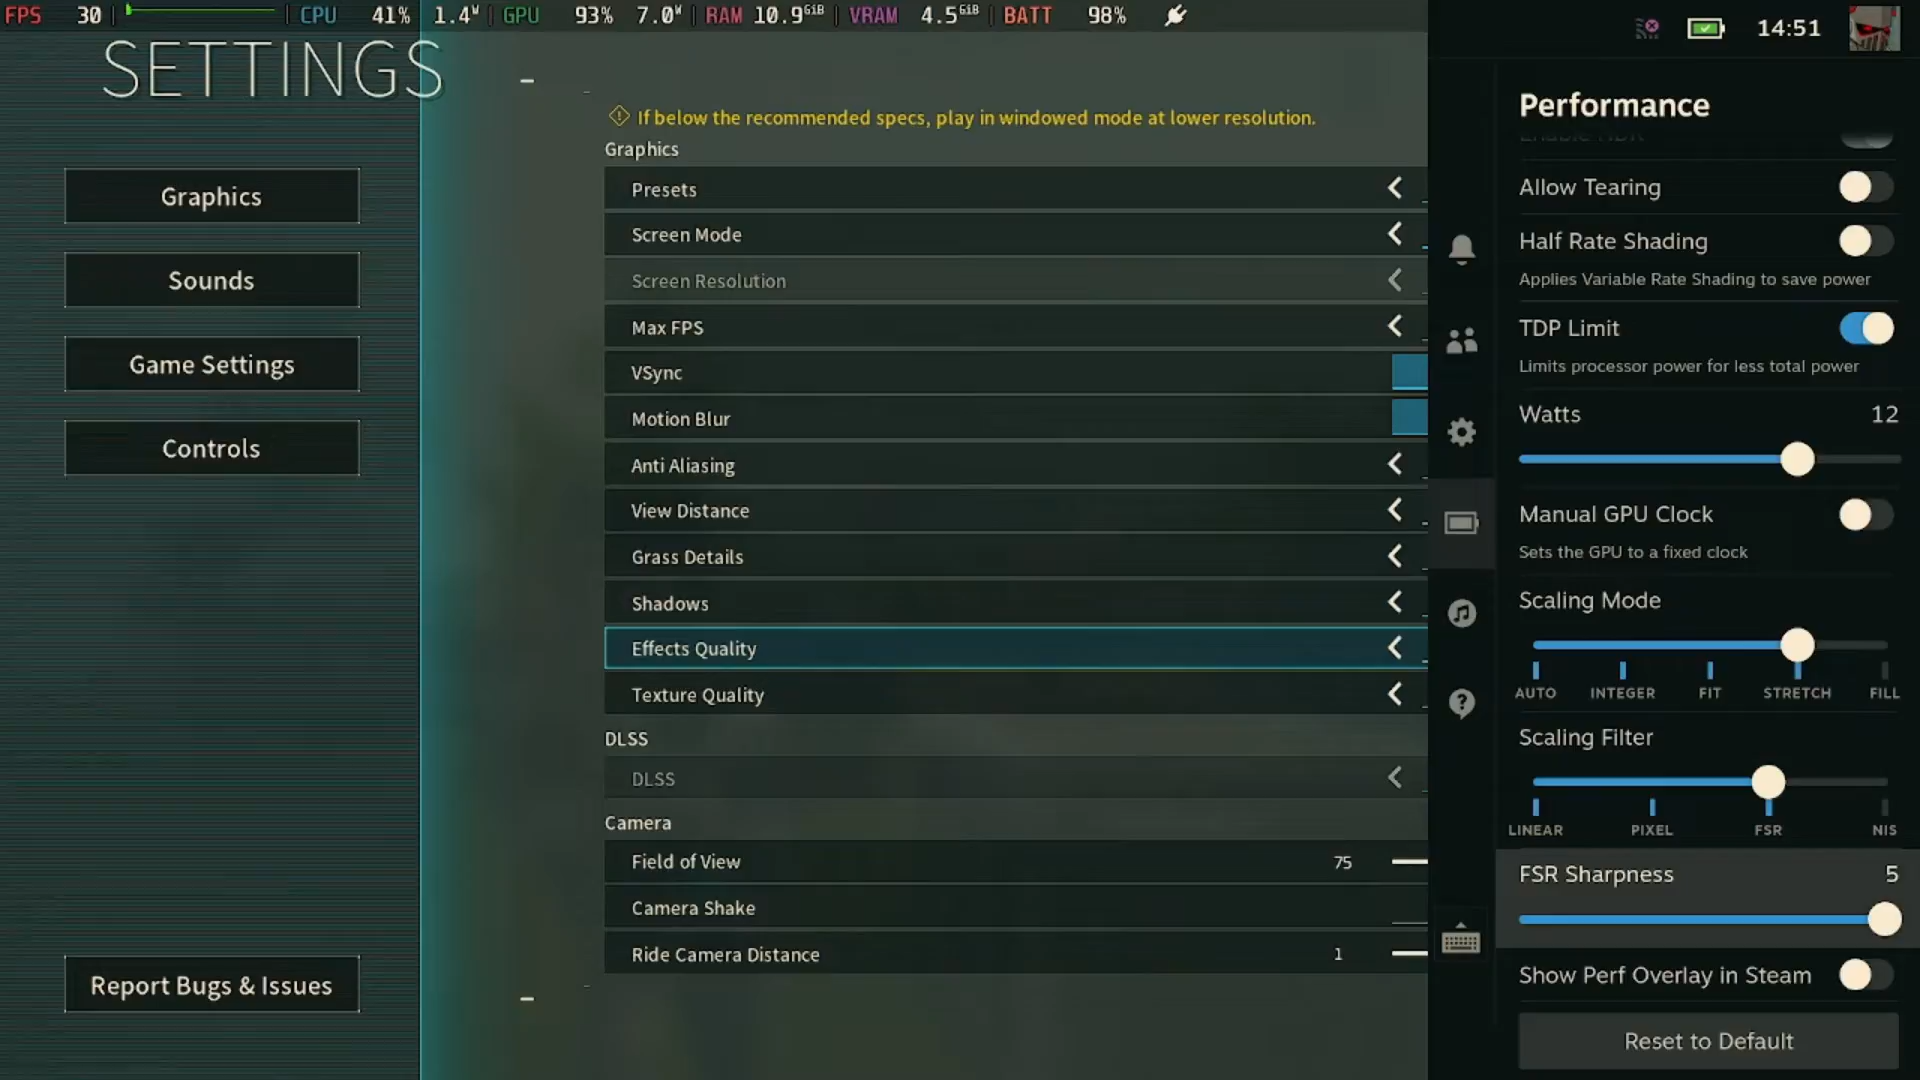 FPS 30 CPU 41% 1.4W GPU 93% 7.0W RAM 10.9GiB VRAM 4.5GiB BATT 98%
14:51
SETTINGS
Graphics
Sounds
Game Settings
Controls
Report Bugs & Issues
If below the recommended specs, play in windowed mode at lower resolution.
Graphics
Presets
Screen Mode
Screen Resolution
Max FPS
VSync
Motion Blur
Anti Aliasing
View Distance
Grass Details
Shadows
Effects Quality
Texture Quality
DLSS
DLSS
Camera
Field of View 75
Camera Shake
Ride Camera Distance 1
Performance
Enable HDR
Allow Tearing
Half Rate Shading
Applies Variable Rate Shading to save power
TDP Limit
Limits processor power for less total power
Watts 12
Manual GPU Clock
Sets the GPU to a fixed clock
Scaling Mode
AUTO INTEGER FIT STRETCH FILL
Scaling Filter
LINEAR PIXEL FSR NIS
FSR Sharpness 5
Show Perf Overlay in Steam
Reset to Default